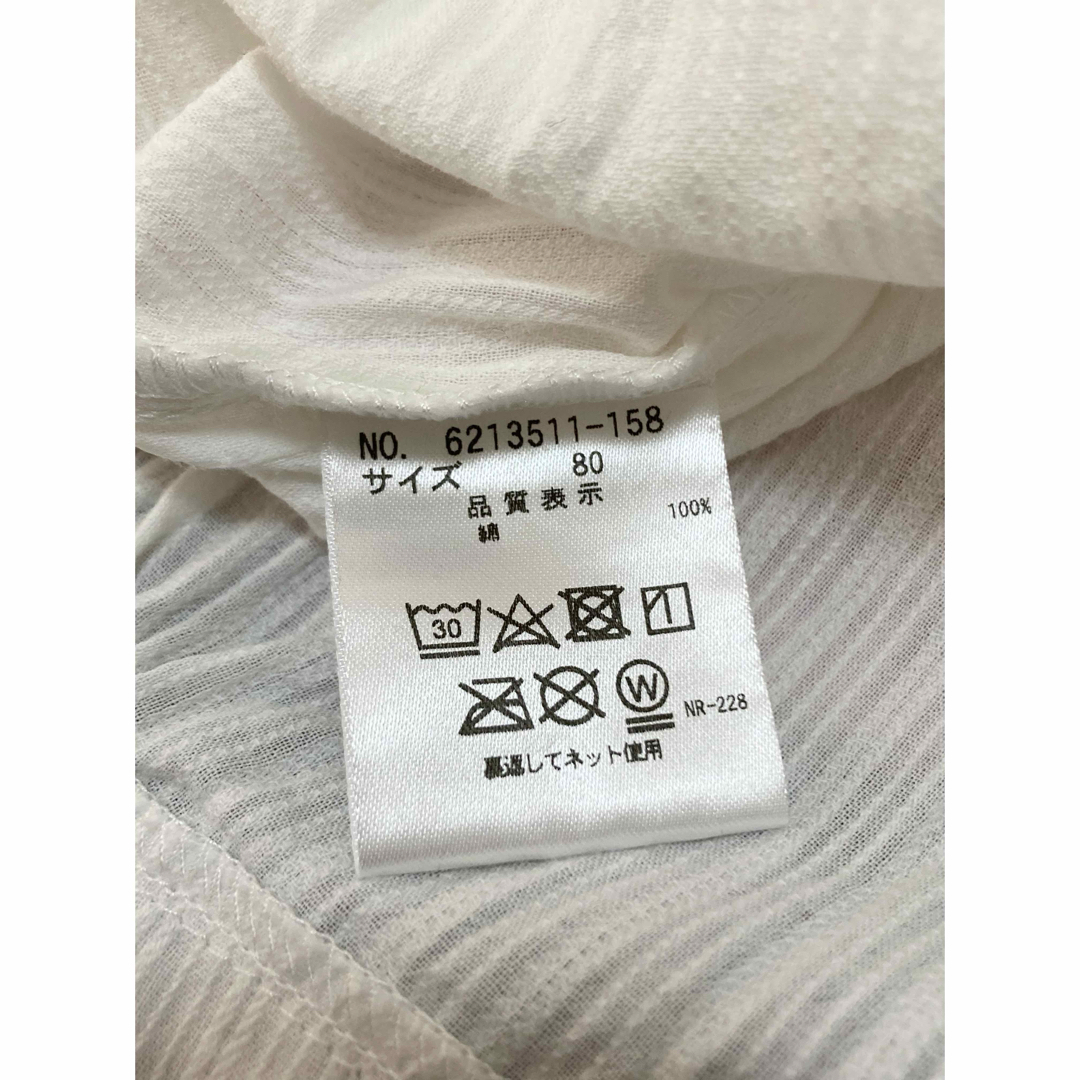 NO. 6213511-158
サイズ 80
品質表示
綿 100%
30
W NR-228
裏返してネット使用